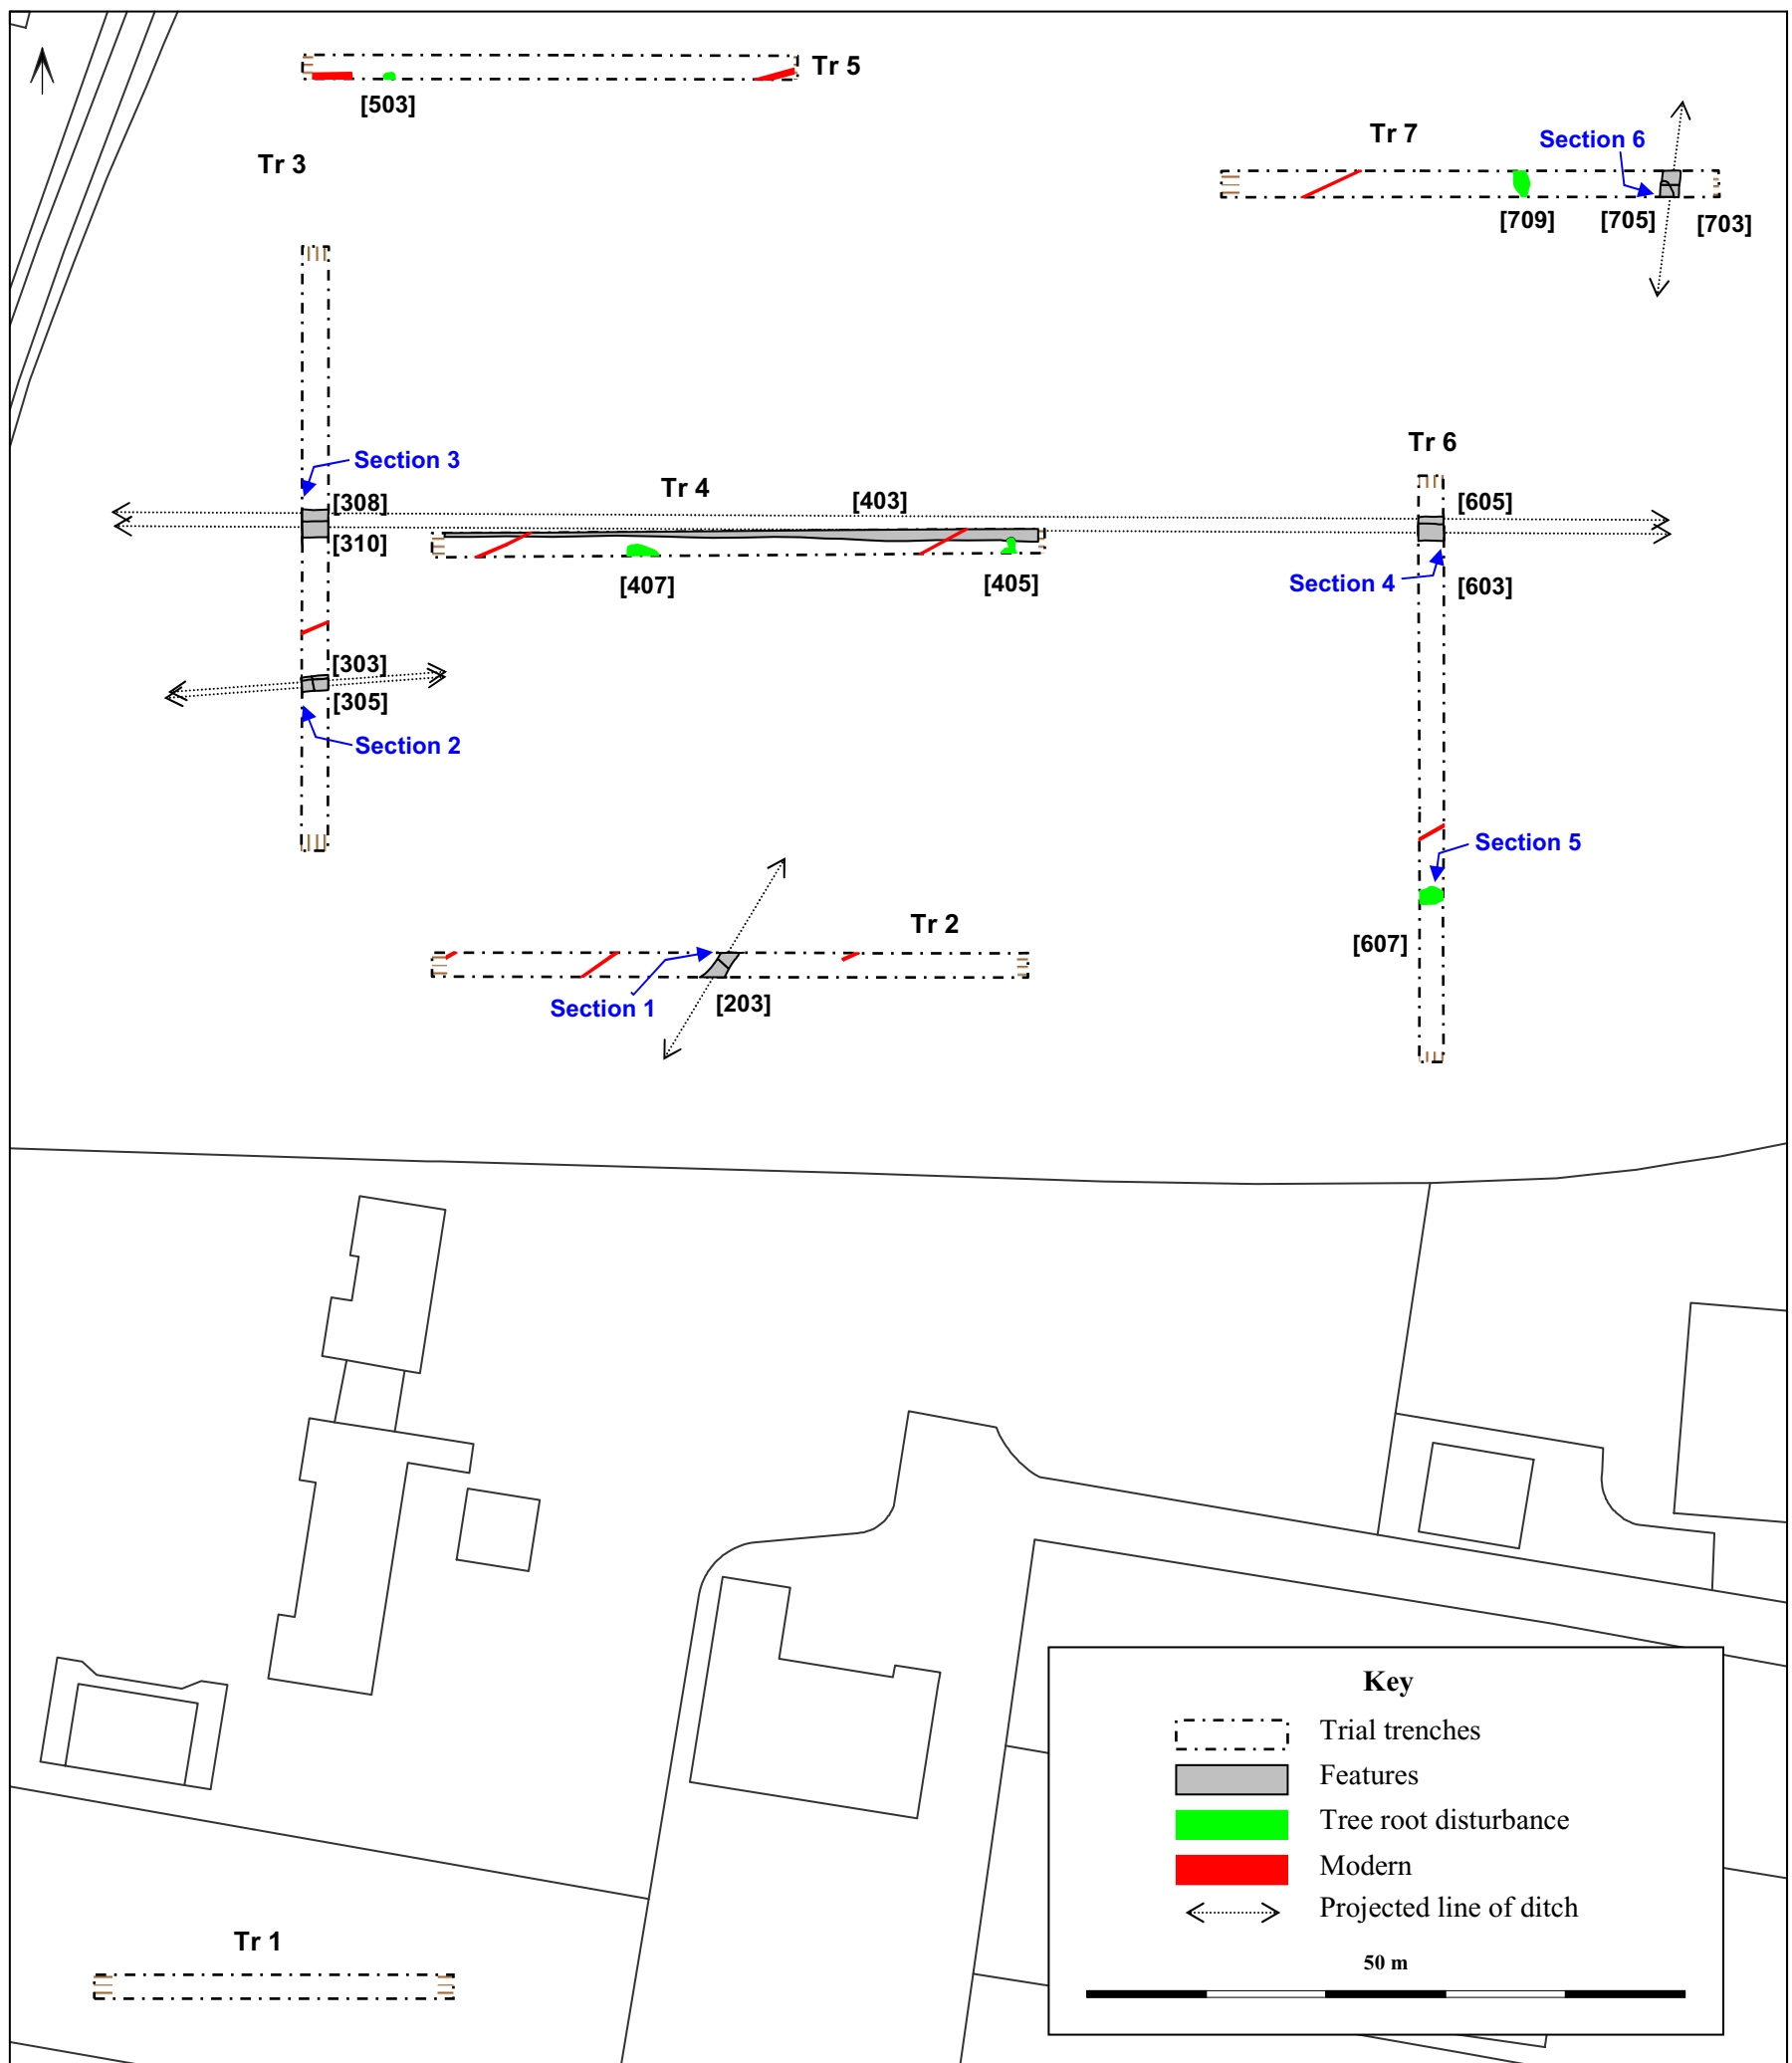 Tr 5
[503]
Tr 3
Tr 7
Section 6
[709]
[705]
[703]
Tr 6
Section 3
Tr 4
[308]
[403]
[605]
[310]
[407]
[405]
Section 4
[603]
[303]
[305]
Section 2
Section 5
Tr 2
[607]
Section 1
[203]
Key
Trial trenches
Features
Tree root disturbance
Modern
Projected line of ditch
50 m
Tr 1